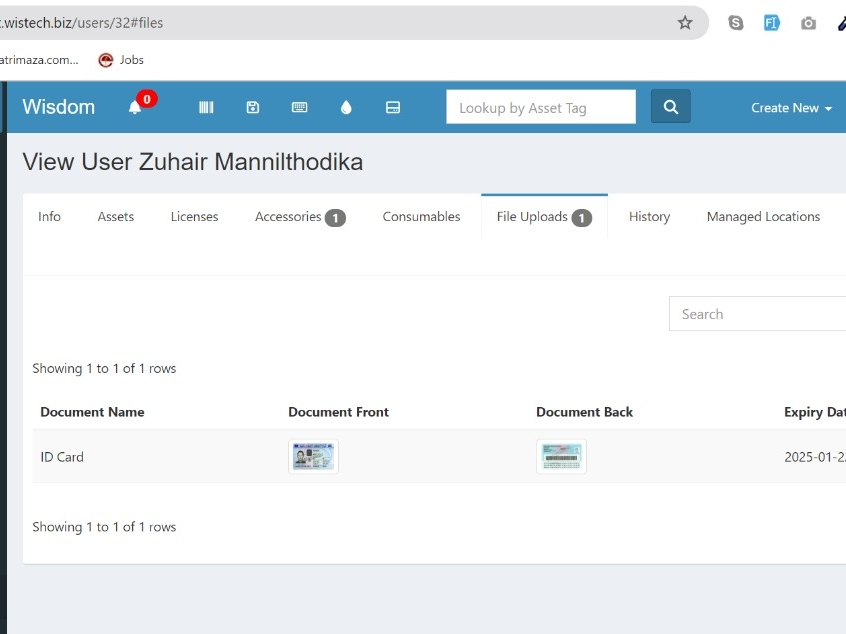 .wistech.biz/users/32#files
atrimaza.com... Jobs
Wisdom 0 Lookup by Asset Tag Create New
View User Zuhair Mannilthodika
Info Assets Licenses Accessories 1 Consumables File Uploads 1 History Managed Locations
Search
Showing 1 to 1 of 1 rows
Document Name Document Front Document Back Expiry Dat
ID Card 2025-01-2
Showing 1 to 1 of 1 rows